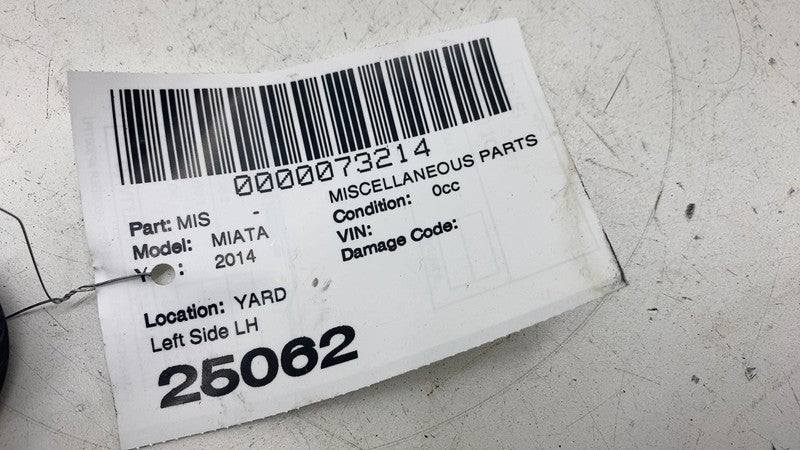 0000073214
Part: MIS -
MISCELLANEOUS PARTS
Model: MIATA
Condition: 0cc
Y : 2014
VIN:
Damage Code:
Location: YARD
Left Side LH
25062